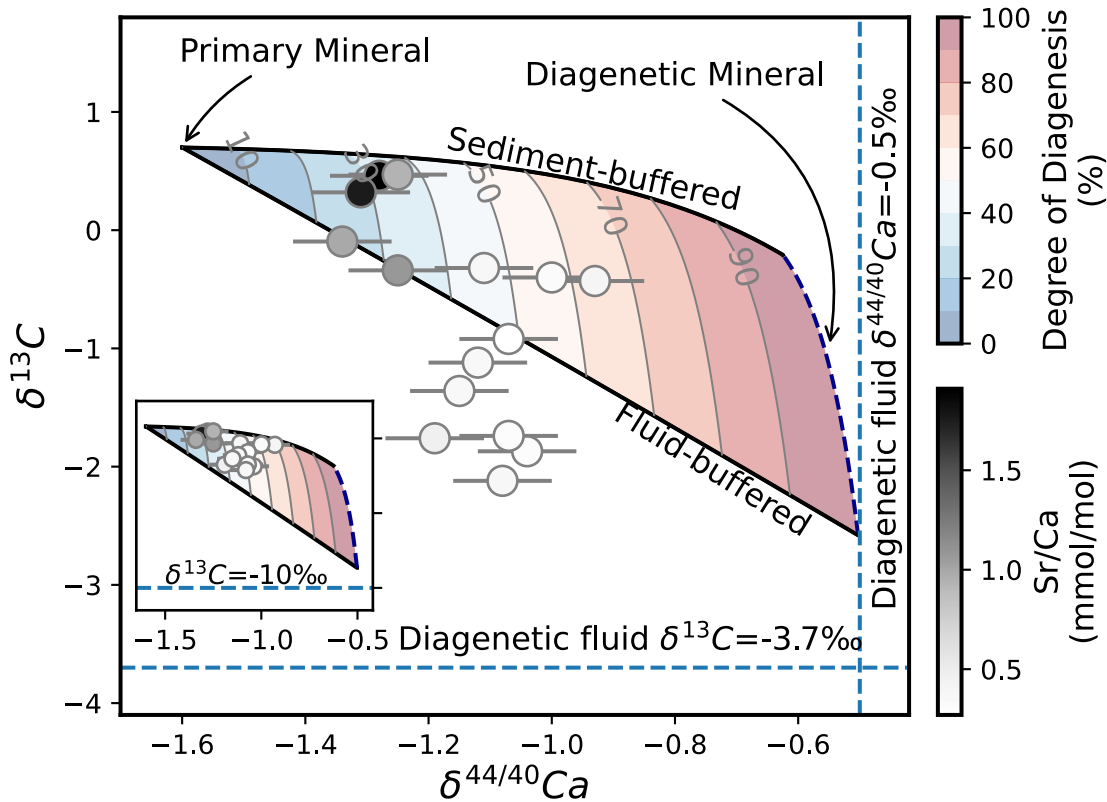 Primary Mineral
Diagenetic Mineral
Sediment-buffered
Fluid-buffered
10
30
50
70
90
Diagenetic fluid δ44/40Ca=-0.5‰
Diagenetic fluid δ13C=-3.7‰
δ13C=-10‰
−1.5
−1.0
−0.5
1
0
−1
−2
−3
−4
δ13C
−1.6
−1.4
−1.2
−1.0
−0.8
−0.6
δ44/40Ca
100
80
60
40
20
0
Degree of Diagenesis
(%)
1.5
1.0
0.5
Sr/Ca
(mmol/mol)